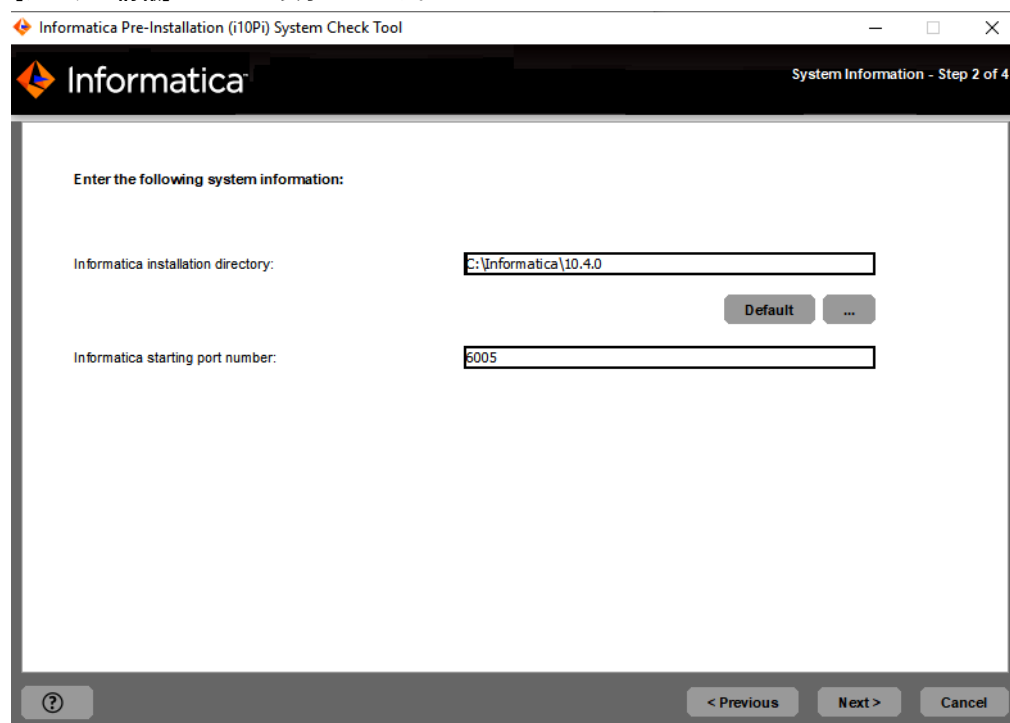 Informatica Pre-Installation (i10Pi) System Check Tool
Informatica
System Information - Step 2 of 4
Enter the following system information:
Informatica installation directory:
C:\Informatica\10.4.0
Default
...
Informatica starting port number:
6005
?
< Previous
Next >
Cancel